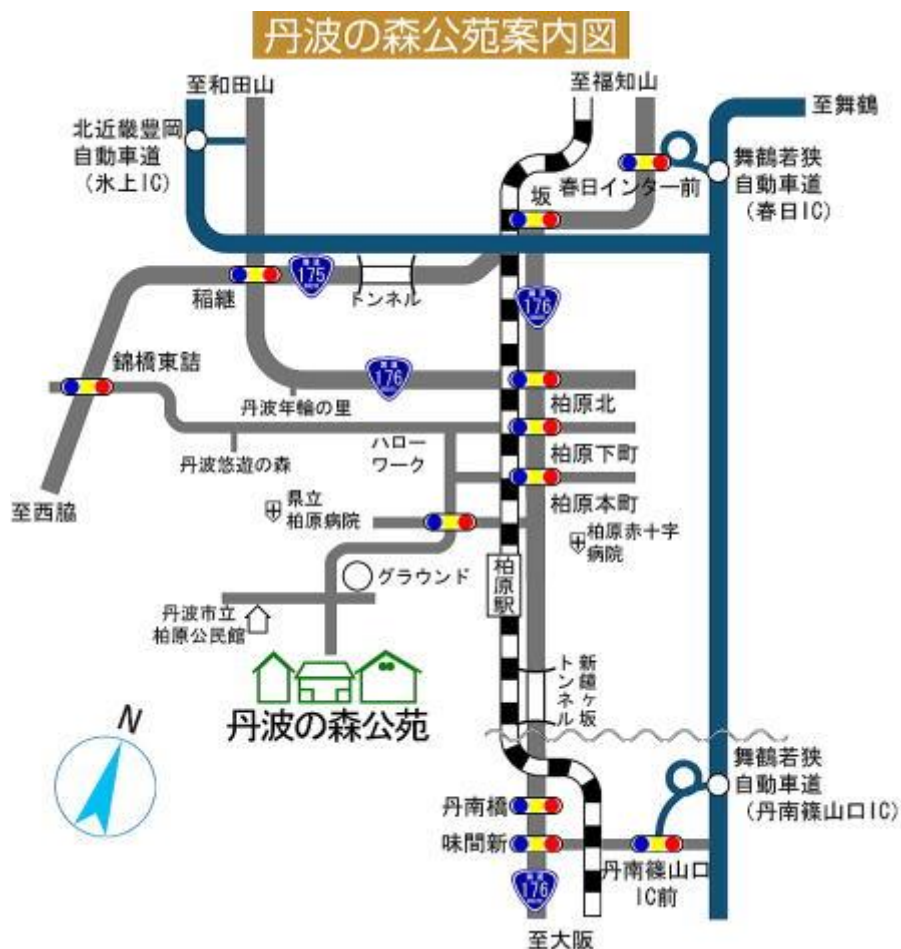 丹波の森公苑案内図
至和田山
至福知山
至舞鶴
北近畿豊岡
自動車道
(氷上IC)
春日インター前
舞鶴若狭
自動車道
(春日IC)
坂
稲継
175
トンネル
176
錦橋東詰
176
丹波年輪の里
柏原北
丹波悠遊の森
ハロー
ワーク
柏原下町
至西脇
県立
柏原病院
柏原本町
柏原赤十字
病院
グラウンド
柏原駅
丹波市立
柏原公民館
新鐘ヶ坂
トンネル
丹波の森公苑
N
舞鶴若狭
自動車道
(丹南篠山口IC)
丹南橋
味間新
丹南篠山口
IC前
176
至大阪